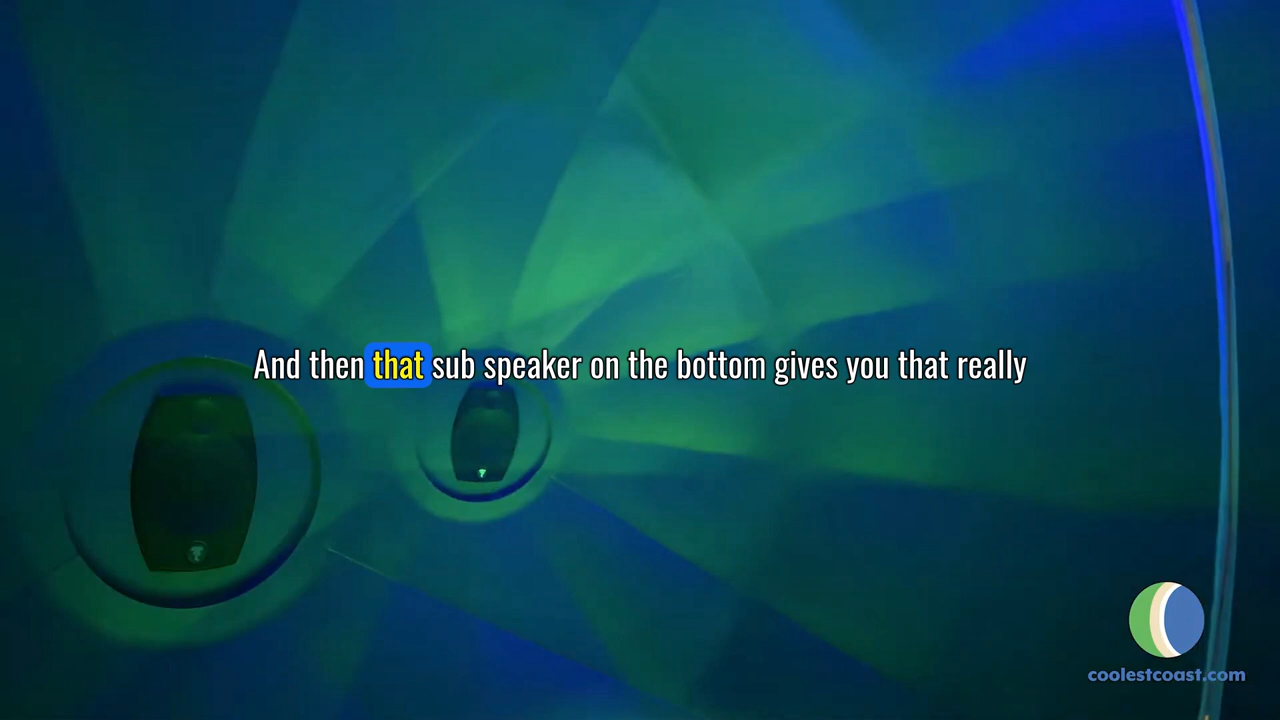 And then that sub speaker on the bottom gives you that really
coolestcoast.com